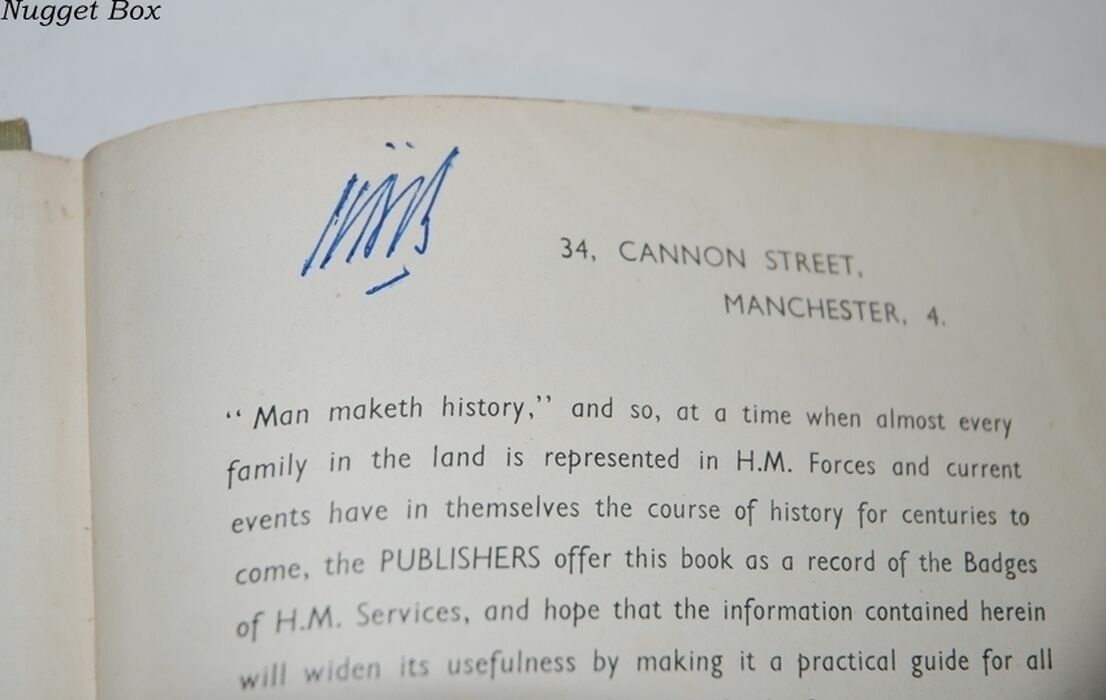 Nugget Box
34, CANNON STREET,
MANCHESTER, 4.
“Man maketh history,” and so, at a time when almost every
family in the land is represented in H.M. Forces and current
events have in themselves the course of history for centuries to
come, the PUBLISHERS offer this book as a record of the Badges
of H.M. Services, and hope that the information contained herein
will widen its usefulness by making it a practical guide for all